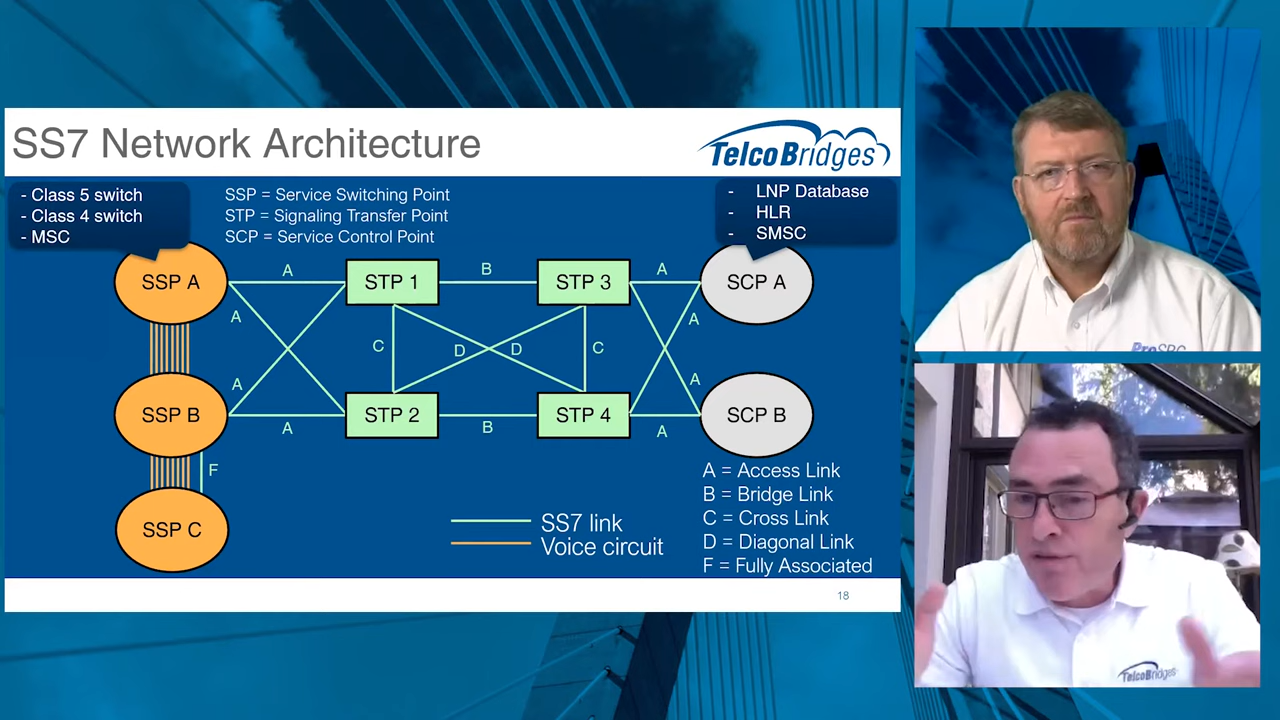 SS7 Network Architecture
TelcoBridges
- Class 5 switch
- Class 4 switch
- MSC
SSP = Service Switching Point
STP = Signaling Transfer Point
SCP = Service Control Point
- LNP Database
- HLR
- SMSC
SSP A
A
STP 1
B
STP 3
A
SCP A
A
A
C
D
D
C
A
A
SSP B
A
STP 2
B
STP 4
A
SCP B
F
SSP C
SS7 link
Voice circuit
A = Access Link
B = Bridge Link
C = Cross Link
D = Diagonal Link
F = Fully Associated
18
ProSBC
TelcoBridges